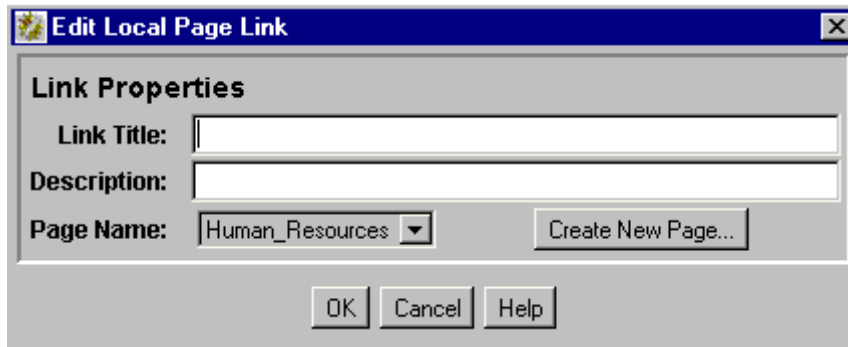 Edit Local Page Link
Link Properties
Link Title:
Description:
Page Name: Human_Resources Create New Page...
OK Cancel Help